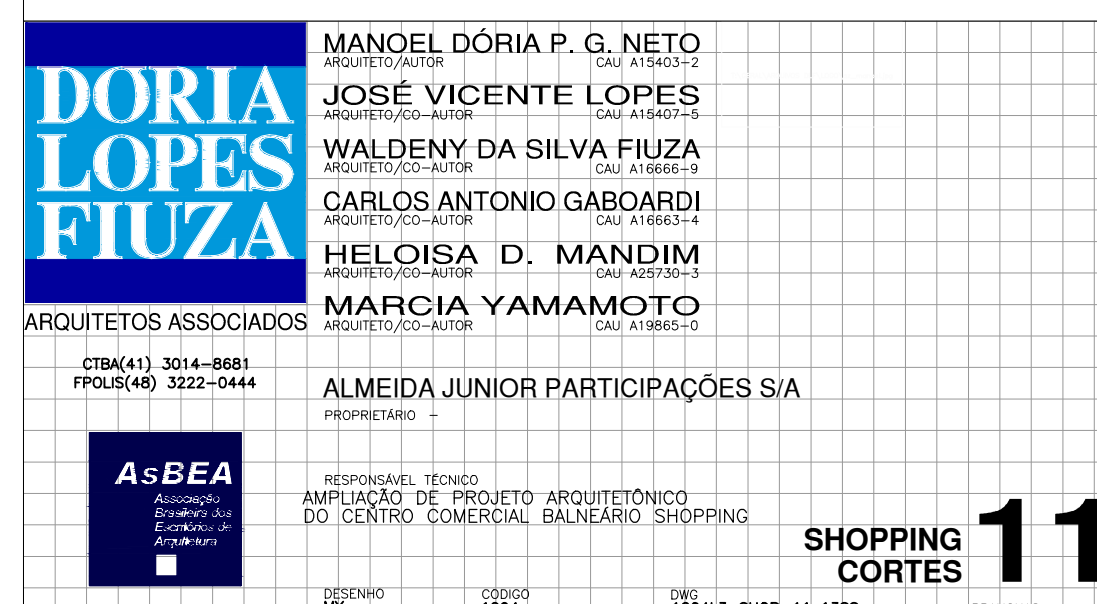 DÓRIA
LOPES
FIUZA
ARQUITETOS ASSOCIADOS
CTBA(41) 3014-8681
FPOLIS(48) 3222-0444
AsBEA
Associação
Brasileira dos
Escritórios de
Arquitetura
MANOEL DÓRIA P. G. NETO
ARQUITETO/AUTOR CAU A15403-2
JOSÉ VICENTE LOPES
ARQUITETO/CO-AUTOR CAU A15407-5
WALDENY DA SILVA FIUZA
ARQUITETO/CO-AUTOR CAU A16666-9
CARLOS ANTONIO GABOARDI
ARQUITETO/CO-AUTOR CAU A16663-4
HELOISA D. MANDIM
ARQUITETO/CO-AUTOR CAU A25730-3
MARCIA YAMAMOTO
ARQUITETO/CO-AUTOR CAU A19865-0
ALMEIDA JUNIOR PARTICIPAÇÕES S/A
PROPRIETÁRIO -
RESPONSÁVEL TÉCNICO
AMPLIAÇÃO DE PROJETO ARQUITETÔNICO
DO CENTRO COMERCIAL BALNEÁRIO SHOPPING
SHOPPING
CORTES
11
DESENHO CODIGO DWG